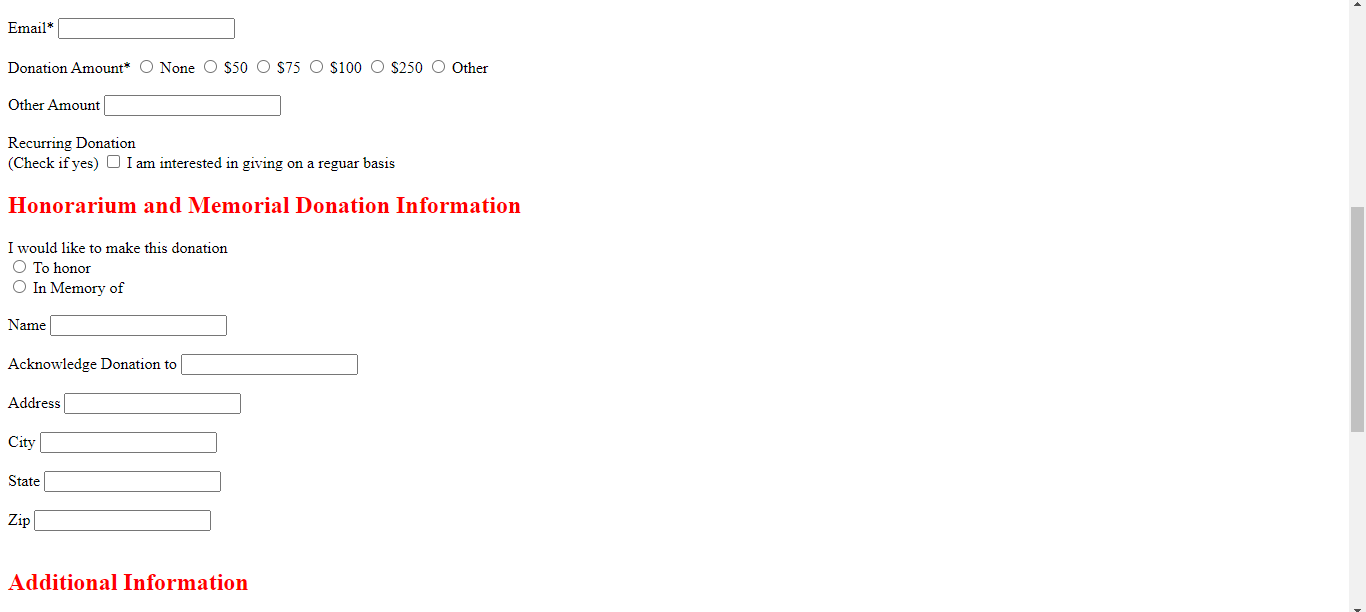 Email*
Donation Amount* None $50 $75 $100 $250 Other
Other Amount
Recurring Donation
(Check if yes) I am interested in giving on a reguar basis
Honorarium and Memorial Donation Information
I would like to make this donation
To honor
In Memory of
Name
Acknowledge Donation to
Address
City
State
Zip
Additional Information